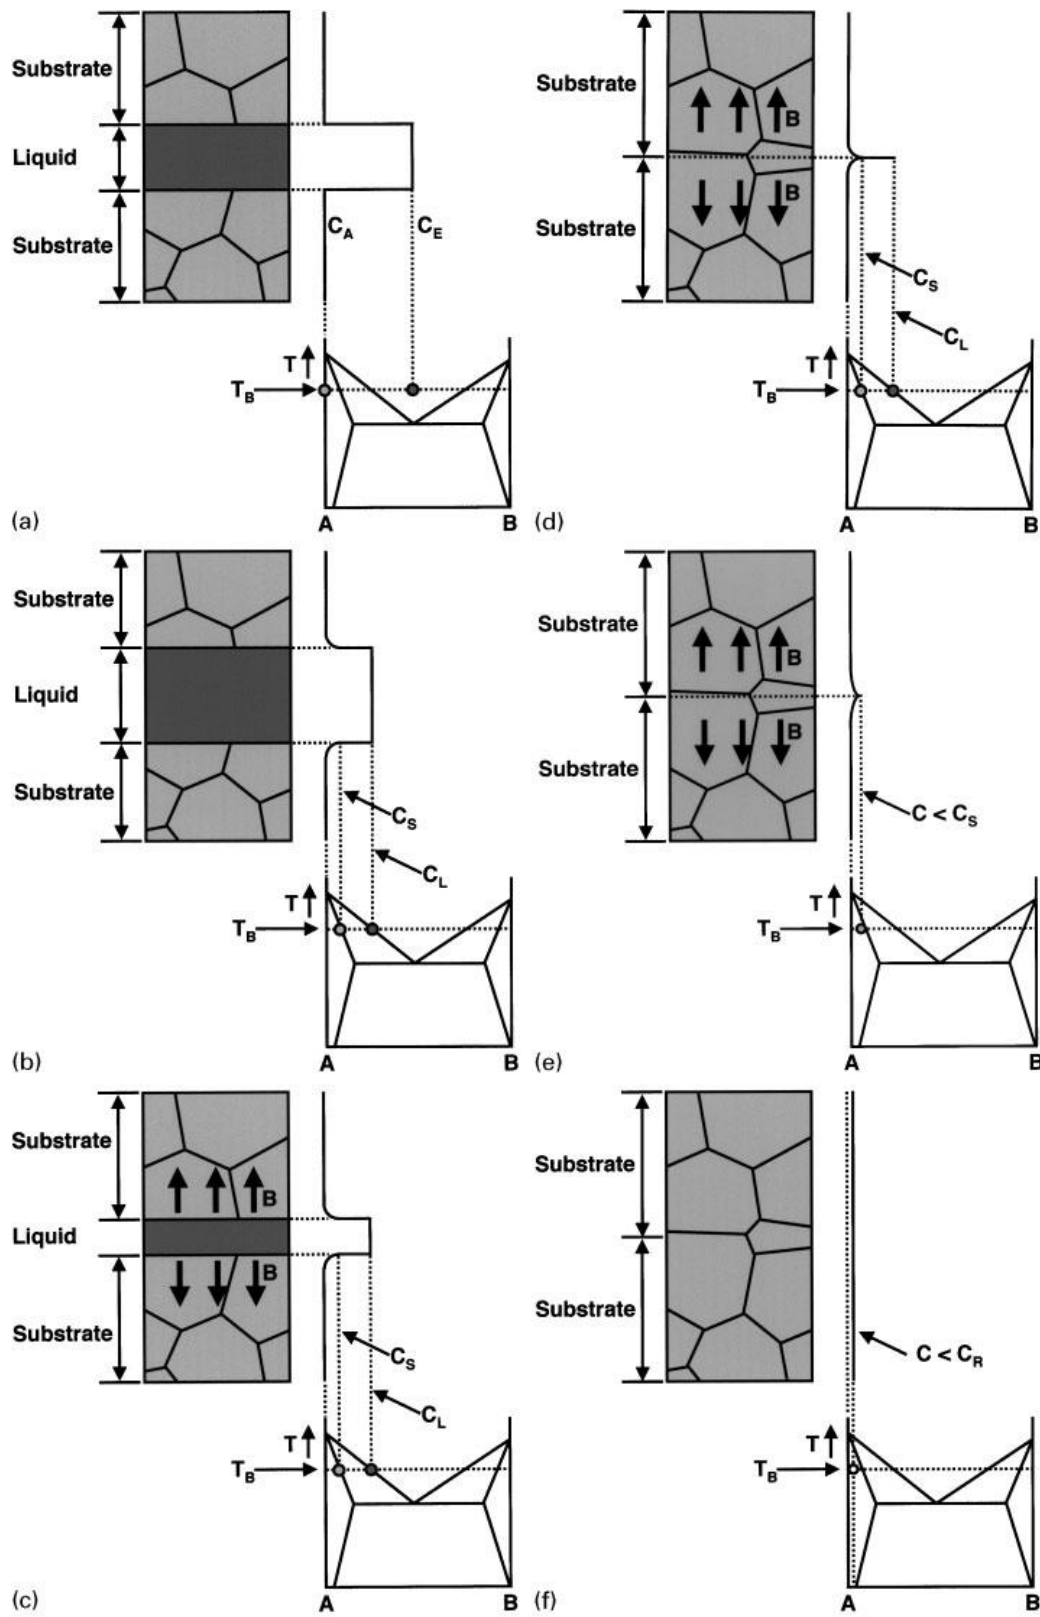 Substrate
Liquid
Substrate
C_A
C_E
T
T_B
A
B
(a)
Substrate
Liquid
Substrate
C_S
C_L
T
T_B
A
B
(b)
Substrate
B
Liquid
B
Substrate
C_S
C_L
T
T_B
A
B
(c)
Substrate
B
B
Substrate
C_S
C_L
T
T_B
A
B
(d)
Substrate
B
B
Substrate
C < C_S
T
T_B
A
B
(e)
Substrate
Substrate
C < C_R
T
T_B
A
B
(f)